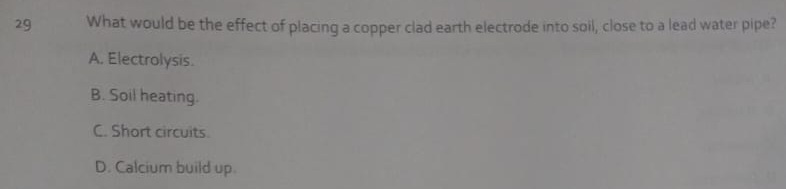 29 What would be the effect of placing a copper clad earth electrode into soil, close to a lead water pipe?
A. Electrolysis.
B. Soil heating.
C. Short circuits.
D. Calcium build up.